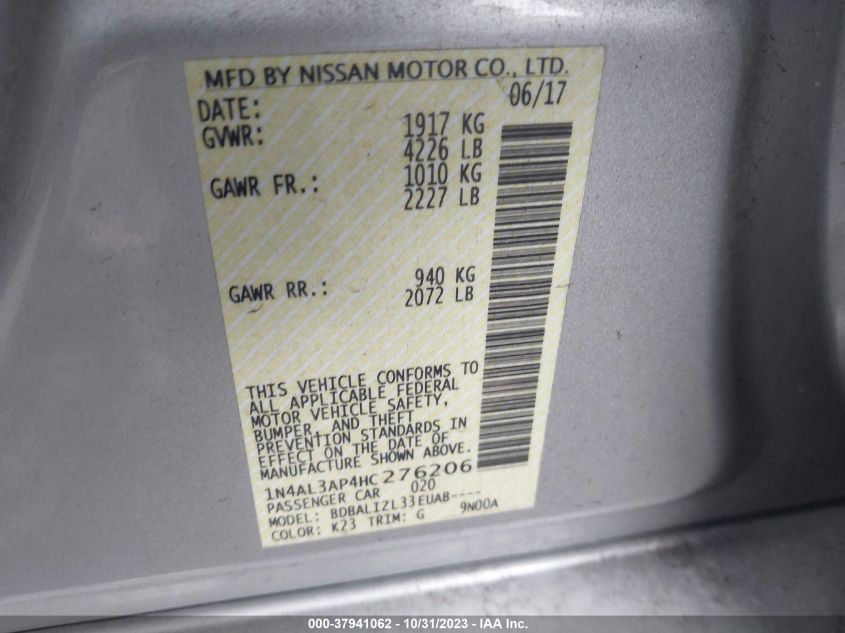 MFD BY NISSAN MOTOR CO., LTD.
DATE: 06/17
GVWR: 1917 KG
4226 LB
GAWR FR.: 1010 KG
2227 LB
GAWR RR.: 940 KG
2072 LB
THIS VEHICLE CONFORMS TO
ALL APPLICABLE FEDERAL
MOTOR VEHICLE SAFETY,
BUMPER, AND THEFT
PREVENTION STANDARDS IN
EFFECT ON THE DATE OF
MANUFACTURE SHOWN ABOVE.
1N4AL3AP4HC276206
PASSENGER CAR 020
MODEL: BDBALIZL33EUAB----
COLOR: K23 TRIM: G 9N00A
000-37941062 - 10/31/2023 - IAA Inc.